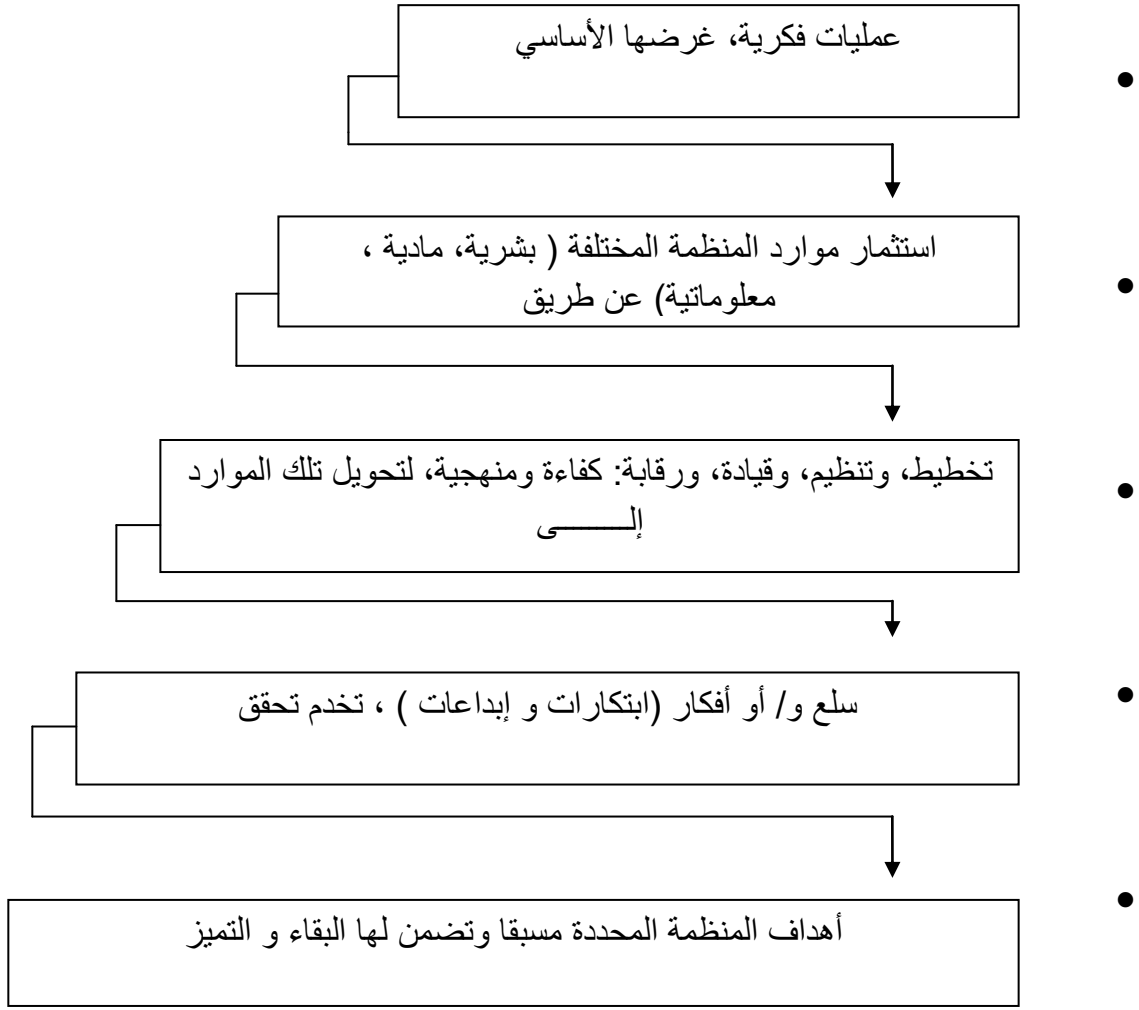 عمليات فكرية، غرضها الأساسي
استثمار موارد المنظمة المختلفة ( بشرية، مادية ،
معلوماتية) عن طريق
تخطيط، وتنظيم، وقيادة، ورقابة: كفاءة ومنهجية، لتحويل تلك الموارد
إلــــــــى
سلع و/ أو أفكار (ابتكارات و إبداعات ) ، تخدم تحقق
أهداف المنظمة المحددة مسبقا وتضمن لها البقاء و التميز